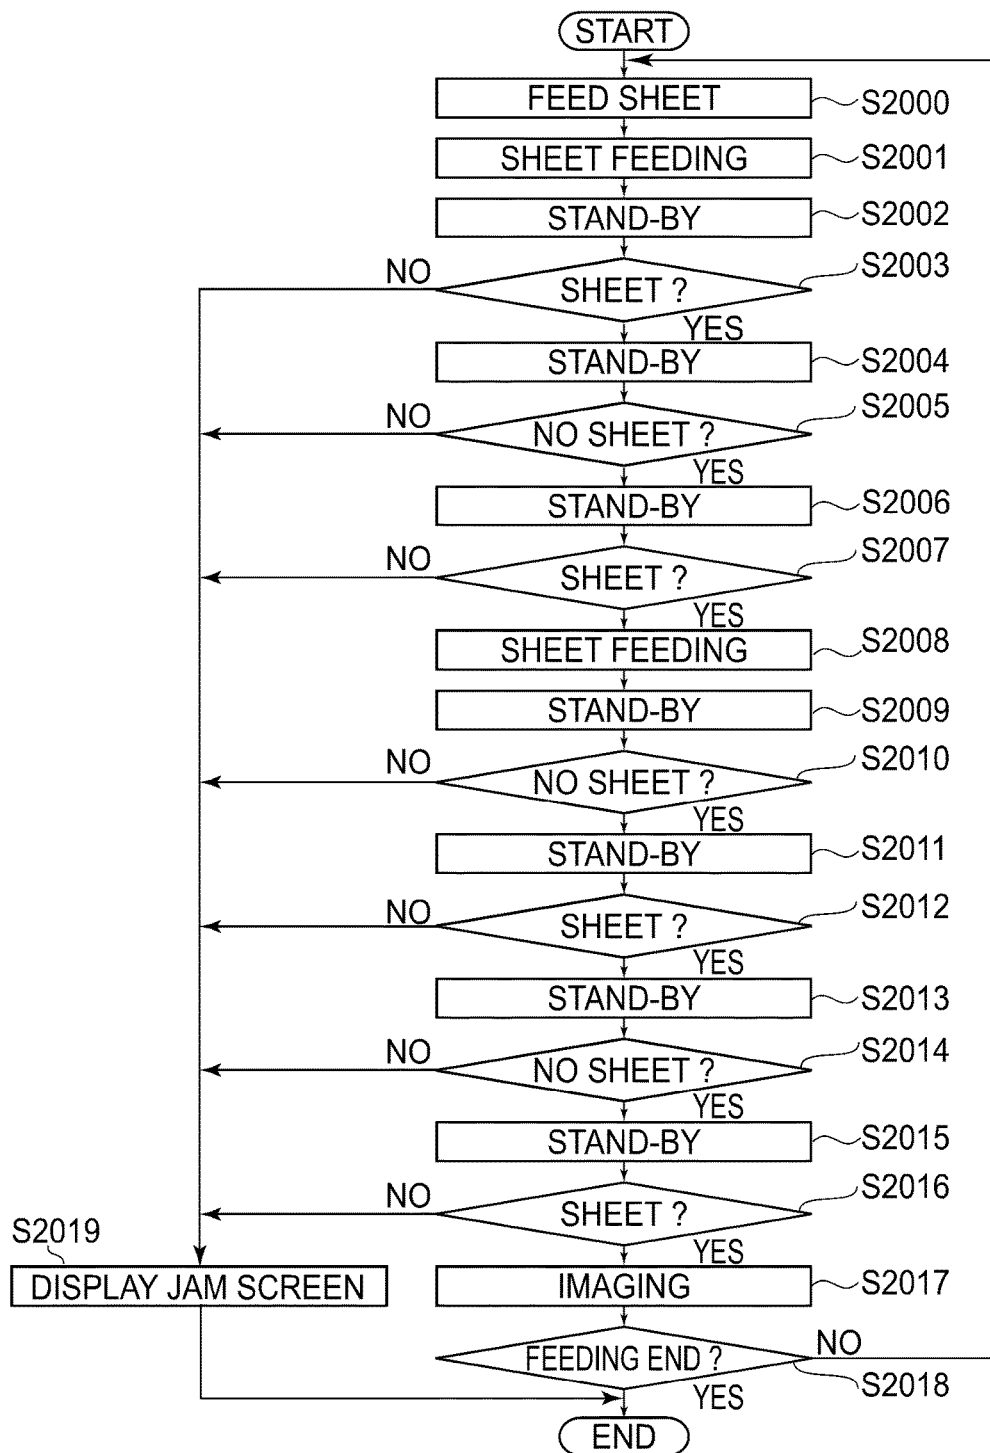 START
FEED SHEET S2000
SHEET FEEDING S2001
STAND-BY S2002
NO SHEET ? S2003
YES
STAND-BY S2004
NO NO SHEET ? S2005
YES
STAND-BY S2006
NO SHEET ? S2007
YES
SHEET FEEDING S2008
STAND-BY S2009
NO NO SHEET ? S2010
YES
STAND-BY S2011
NO SHEET ? S2012
YES
STAND-BY S2013
NO NO SHEET ? S2014
YES
STAND-BY S2015
NO SHEET ? S2016
YES
S2019
DISPLAY JAM SCREEN IMAGING S2017
FEEDING END ? NO
S2018
YES
END